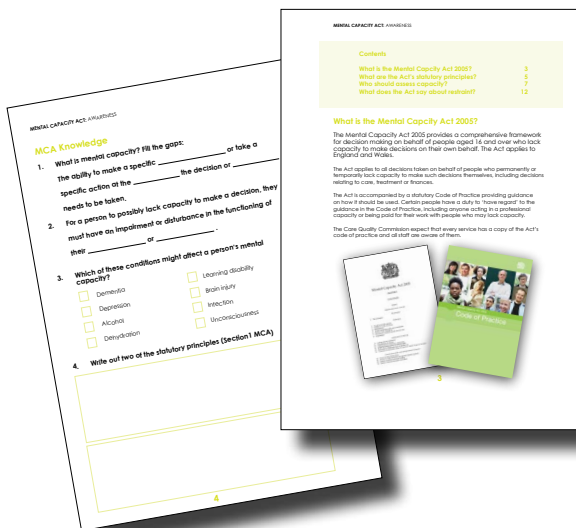 MENTAL CAPACITY ACT: AWARENESS
MCA Knowledge
1. What is mental capacity? Fill the gaps:
The ability to make a specific ____________ or take a
specific action at the __________ the decision or
needs to be taken.
2. For a person to possibly lack capacity to make a decision, they
must have an impairment or disturbance in the functioning of
their _________ or _________ .
3. Which of these conditions might affect a person's mental
capacity?
Dementia
Learning disability
Depression
Brain injury
Alcohol
Infection
Dehydration
Unconsciousness
4. Write out two of the statutory principles (Section1 MCA)
4
MENTAL CAPACITY ACT: AWARENESS
Contents
What is the Mental Capcity Act 2005? 3
What are the Act's statutory principles? 5
Who should assess capacity? 7
What does the Act say about restraint? 12
What is the Mental Capacity Act 2005?
The Mental Capacity Act 2005 provides a comprehensive framework
for decision making on behalf of people aged 16 and over who lack
capacity to make decisions on their own behalf. The Act applies to
England and Wales.
The Act applies to all decisions taken on behalf of people who permanently or
temporarily lack capacity to make such decisions themselves, including decisions
relating to care, treatment or finances.
The Act is accompanied by a statutory Code of Practice providing guidance
on how it should be used. Certain people have a duty to 'have regard' to the
guidance in the Code of Practice, including anyone acting in a professional
capacity or being paid for their work with people who may lack capacity.
The Care Quality Commission expect that every service has a copy of the Act's
code of practice and all staff are aware of them.
Mental Capacity Act 2005
Code of Practice
3